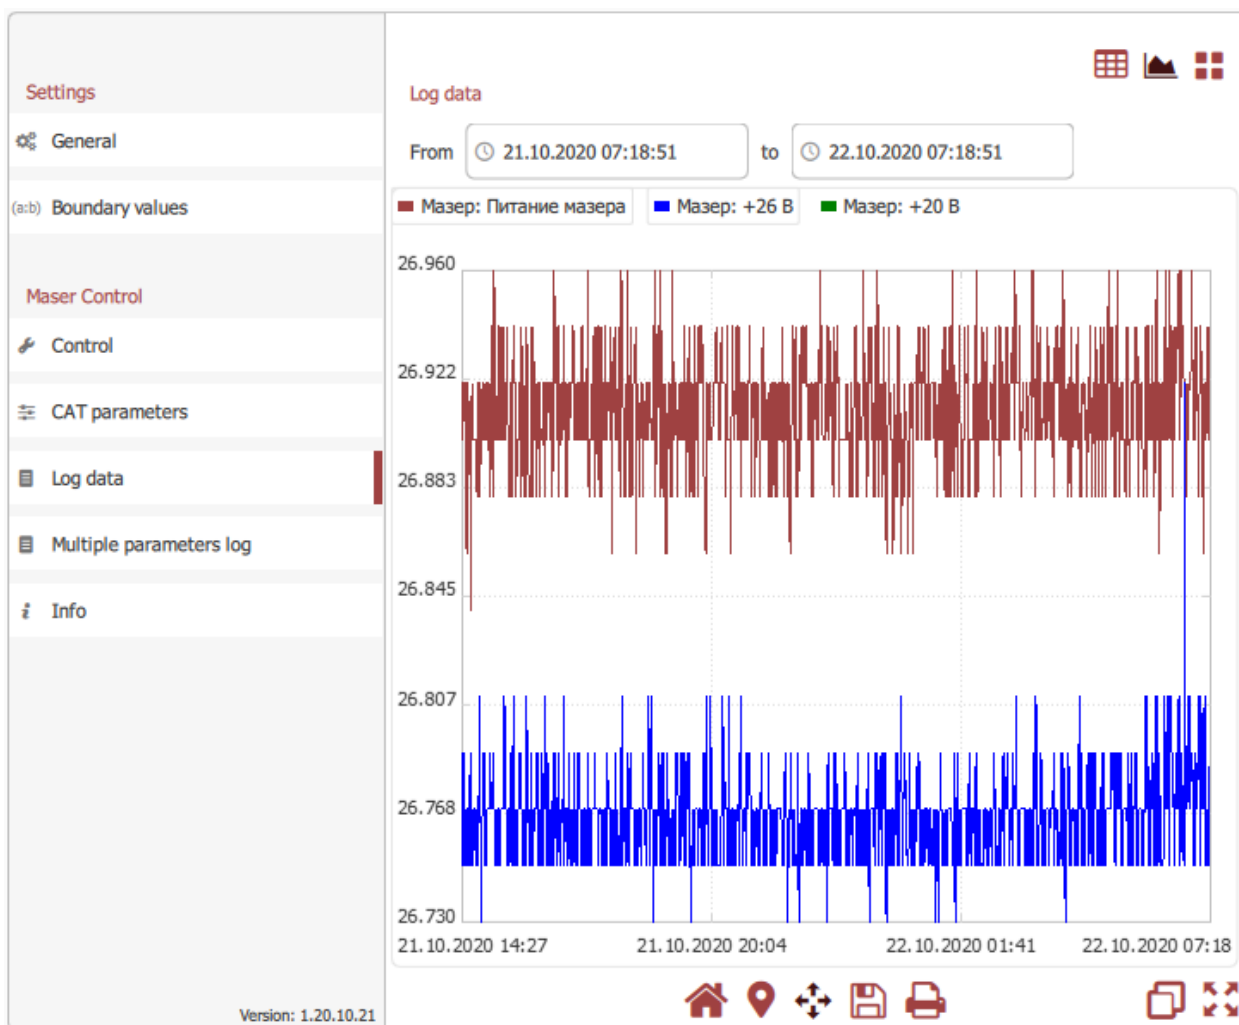 Settings
General
(a:b) Boundary values
Maser Control
Control
CAT parameters
Log data
Multiple parameters log
i Info
Version: 1.20.10.21
Log data
From 21.10.2020 07:18:51 to 22.10.2020 07:18:51
Мазер: Питание мазера Мазер: +26 В Мазер: +20 В
26.960
26.922
26.883
26.845
26.807
26.768
26.730
21.10.2020 14:27 21.10.2020 20:04 22.10.2020 01:41 22.10.2020 07:18